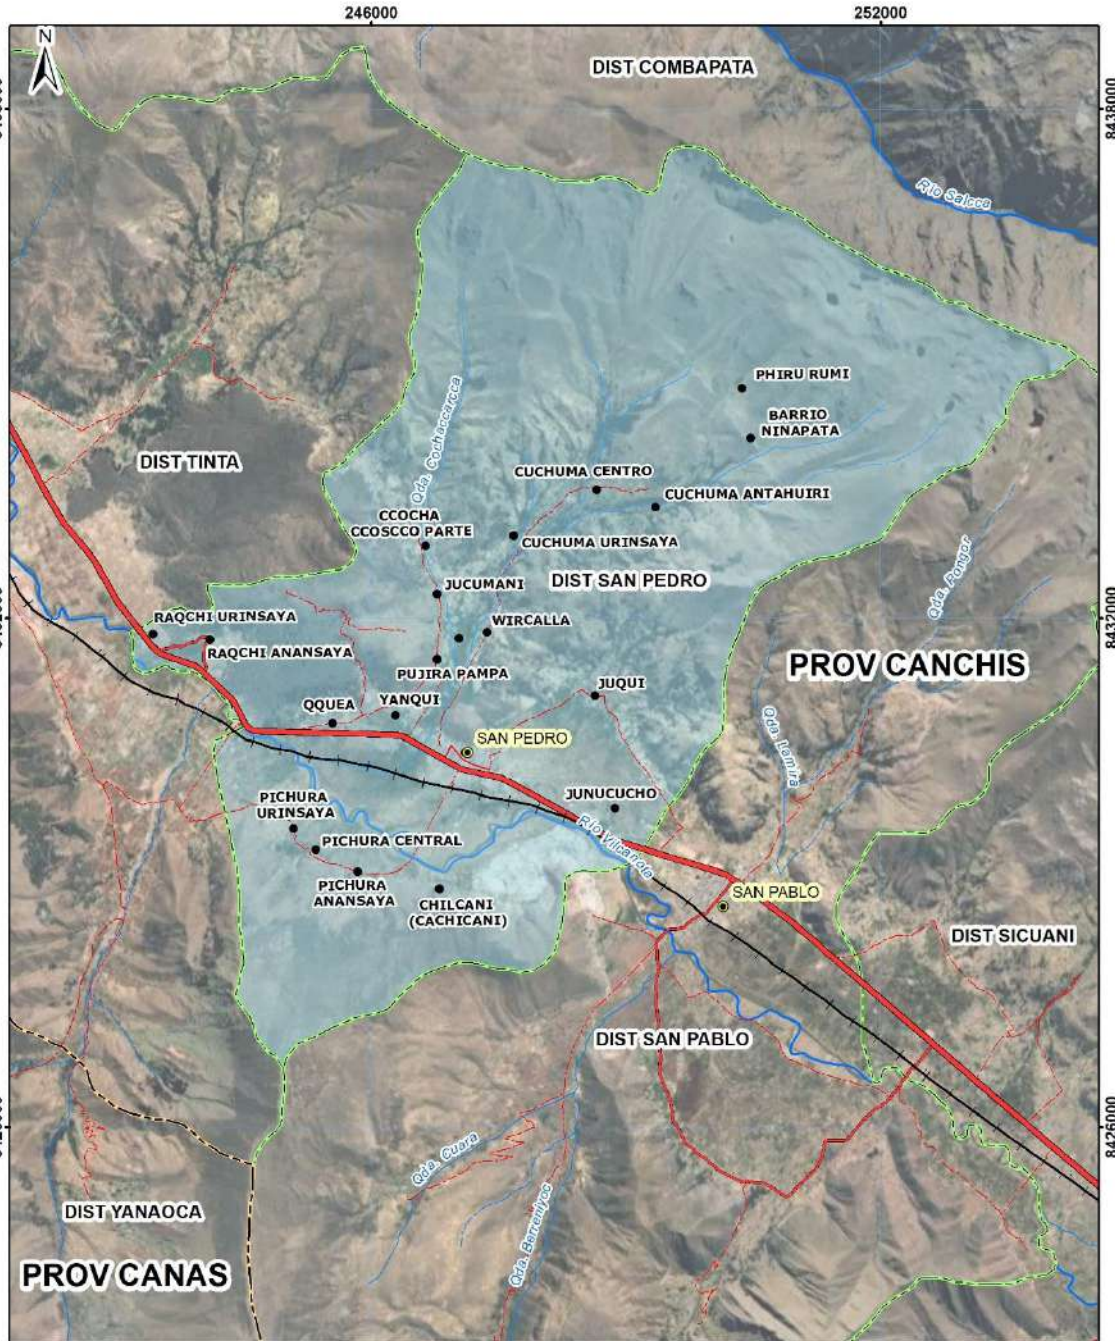 246000
252000
N
DIST COMBAPATA
8438000
Río Salcca
PHIRU RUMI
Qda. Cochaccarcca
BARRIO
NINAPATA
DIST TINTA
CUCHUMA CENTRO
CUCHUMA ANTAHUIRI
CCOCHA
CCOSCCO PARTE
CUCHUMA URINSAYA
DIST SAN PEDRO
Qda. Pongor
JUCUMANI
8432000
RAQCHI URINSAYA
WIRCALLA
RAQCHI ANANSAYA
PUJIRA PAMPA
PROV CANCHIS
JUQUI
QQUEA
YANQUI
Qda. Lomira
SAN PEDRO
PICHURA
URINSAYA
JUNUCUCHO
Río Vilcanota
PICHURA CENTRAL
PICHURA
ANANSAYA
CHILCANI
(CACHICANI)
SAN PABLO
DIST SICUANI
DIST SAN PABLO
8426000
Qda. Cuara
DIST YANAOCA
Qda. Berreniyoc
PROV CANAS